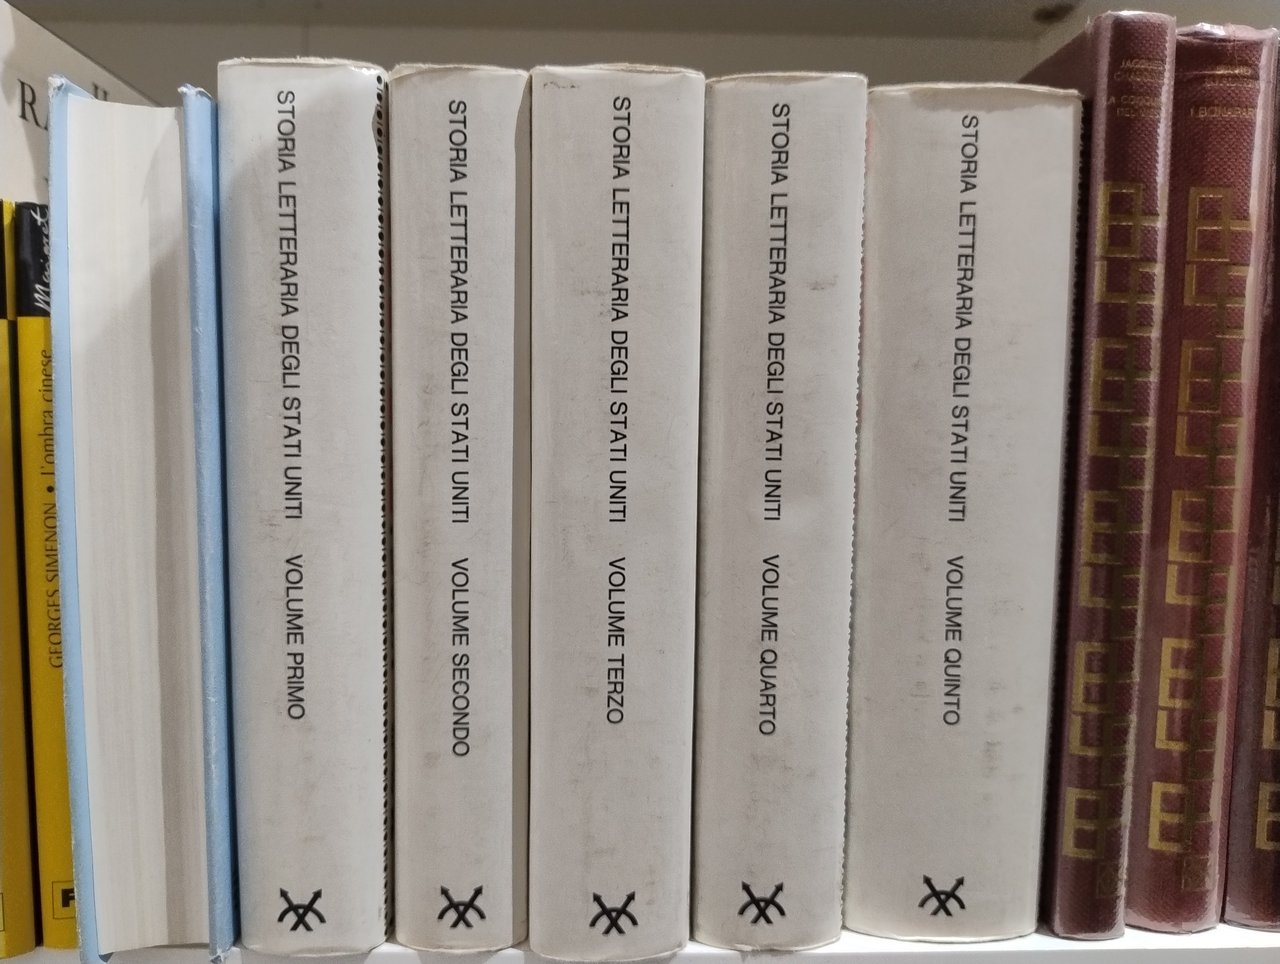 Maigret
GEORGES SIMENON • l'ombra cinese
STORIA LETTERARIA DEGLI STATI UNITI VOLUME PRIMO
STORIA LETTERARIA DEGLI STATI UNITI VOLUME SECONDO
STORIA LETTERARIA DEGLI STATI UNITI VOLUME TERZO
STORIA LETTERARIA DEGLI STATI UNITI VOLUME QUARTO
STORIA LETTERARIA DEGLI STATI UNITI VOLUME QUINTO
JACQUES